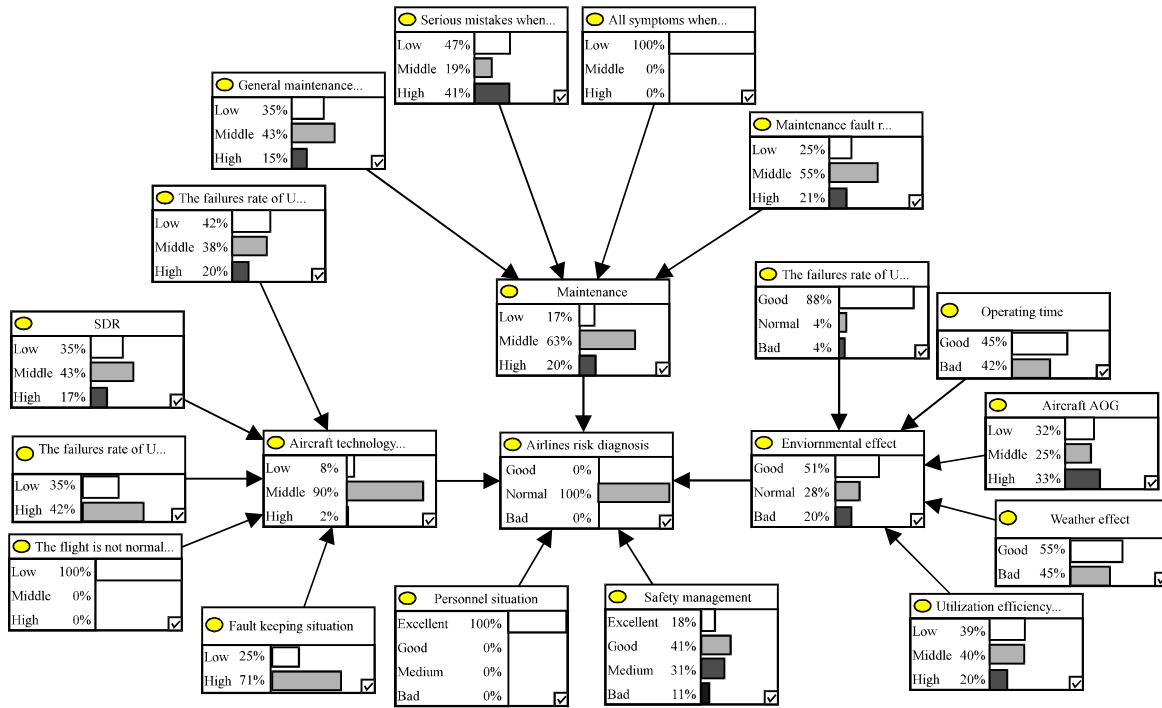 Serious mistakes when...
Low 47%
Middle 19%
High 41%
All symptoms when...
Low 100%
Middle 0%
High 0%
General maintenance...
Low 35%
Middle 43%
High 15%
Maintenance fault r...
Low 25%
Middle 55%
High 21%
The failures rate of U...
Low 42%
Middle 38%
High 20%
Maintenance
Low 17%
Middle 63%
High 20%
The failures rate of U...
Good 88%
Normal 4%
Bad 4%
Operating time
Good 45%
Bad 42%
SDR
Low 35%
Middle 43%
High 17%
Aircraft AOG
Low 32%
Middle 25%
High 33%
The failures rate of U...
Low 35%
High 42%
Aircraft technology...
Low 8%
Middle 90%
High 2%
Airlines risk diagnosis
Good 0%
Normal 100%
Bad 0%
Enviornmental effect
Good 51%
Normal 28%
Bad 20%
Weather effect
Good 55%
Bad 45%
The flight is not normal...
Low 100%
Middle 0%
High 0%
Fault keeping situation
Low 25%
High 71%
Personnel situation
Excellent 100%
Good 0%
Medium 0%
Bad 0%
Safety management
Excellent 18%
Good 41%
Medium 31%
Bad 11%
Utilization efficiency...
Low 39%
Middle 40%
High 20%